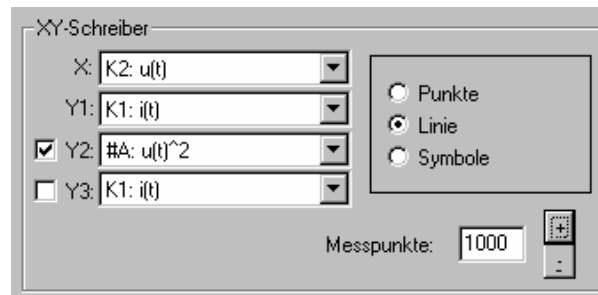 XY-Schreiber
X: K2: u(t)
Y1: K1: i(t)
Y2: #A: u(t)^2
Y3: K1: i(t)
Punkte
Linie
Symbole
Messpunkte: 1000 +
-